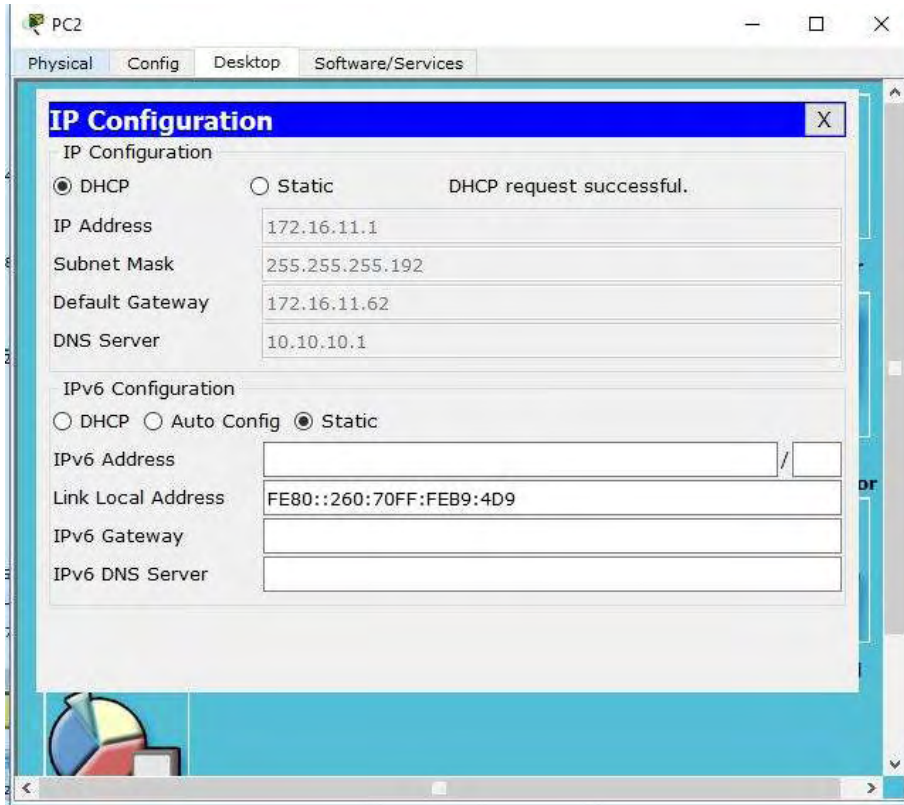 PC2
Physical Config Desktop Software/Services
IP Configuration X
IP Configuration
DHCP Static DHCP request successful.
IP Address 172.16.11.1
Subnet Mask 255.255.255.192
Default Gateway 172.16.11.62
DNS Server 10.10.10.1
IPv6 Configuration
DHCP Auto Config Static
IPv6 Address /
Link Local Address FE80::260:70FF:FEB9:4D9
IPv6 Gateway
IPv6 DNS Server
or